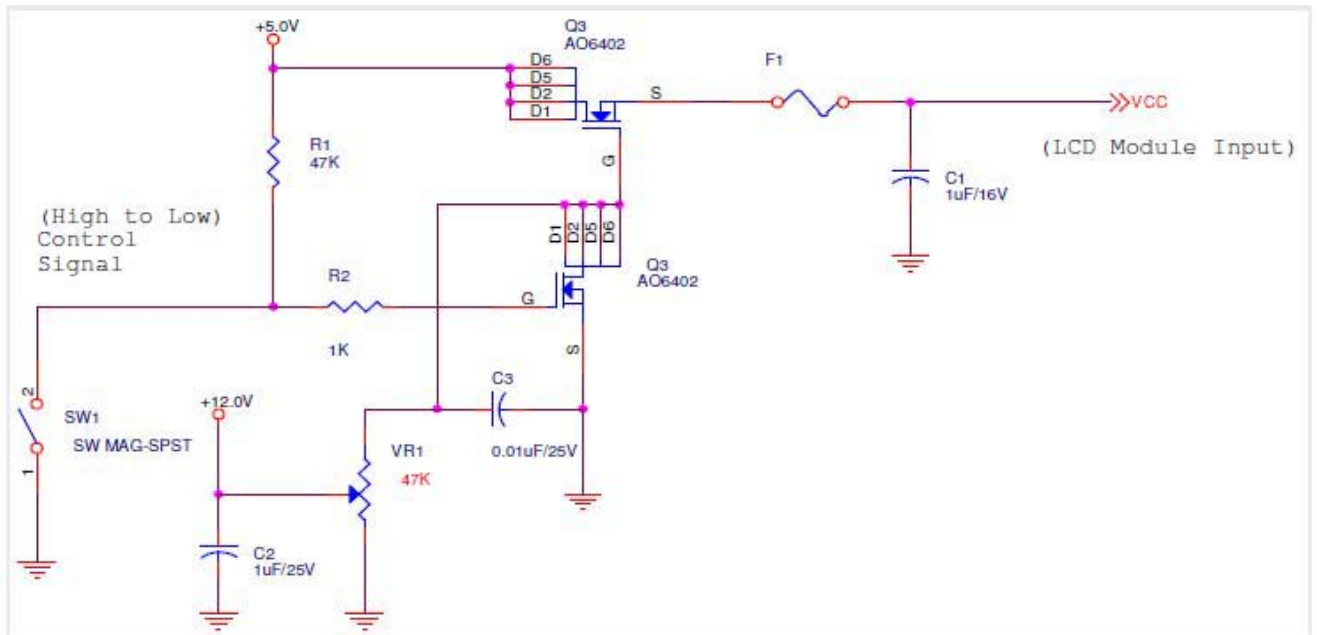 +5.0V
Q3
AO6402
D6
D5
D2
D1
S
F1
VCC
(LCD Module Input)
R1
47K
G
C1
1uF/16V
(High to Low)
Control
Signal
D1
D2
D5
D6
Q3
AO6402
R2
G
1K
S
C3
0.01uF/25V
2
SW1
SW MAG-SPST
1
+12.0V
VR1
47K
C2
1uF/25V